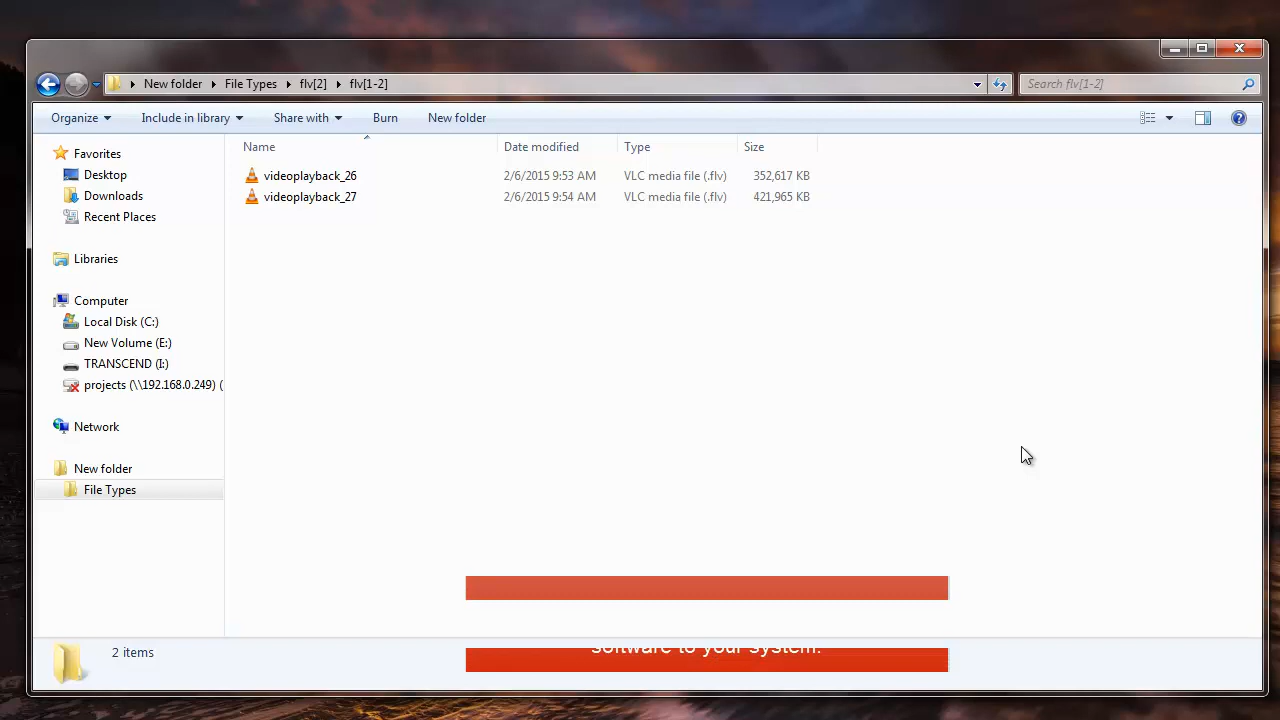 New folder File Types flv[2] flv[1-2] Search flv[1-2]
Organize Include in library Share with Burn New folder
Name Date modified Type Size
Favorites
Desktop
Downloads
Recent Places
Libraries
Computer
Local Disk (C:)
New Volume (E:)
TRANSCEND (I:)
projects (\\192.168.0.249) (
Network
New folder
File Types
videoplayback_26 2/6/2015 9:53 AM VLC media file (.flv) 352,617 KB
videoplayback_27 2/6/2015 9:54 AM VLC media file (.flv) 421,965 KB
software to your system.
2 items